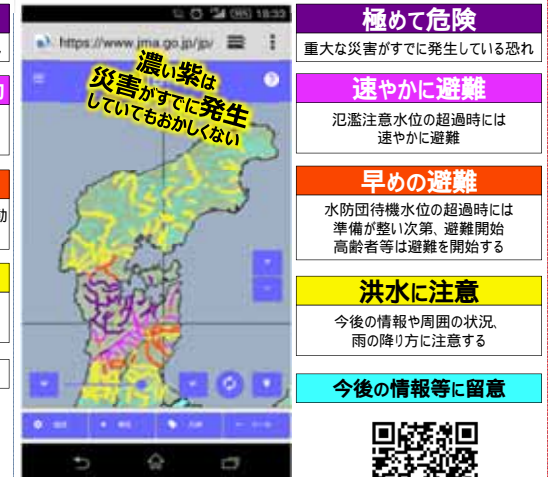 18:33
https://www.jma.go.jp/jp/
濃い紫は
災害がすでに発生
していてもおかしくない
極めて危険
重大な災害がすでに発生している恐れ
速やかに避難
氾濫注意水位の超過時には
速やかに避難
早めの避難
水防団待機水位の超過時には
準備が整い次第、避難開始
高齢者等は避難を開始する
洪水に注意
今後の情報や周囲の状況、
雨の降り方に注意する
今後の情報等に留意